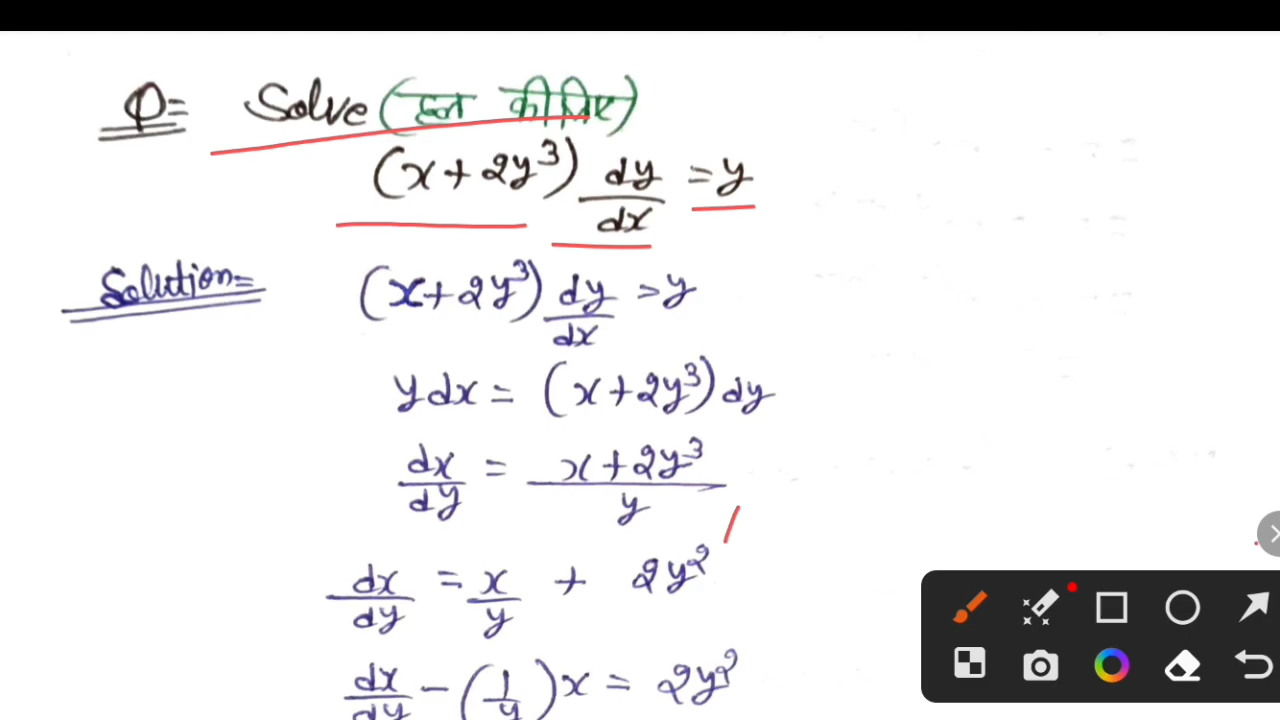 Q= Solve (हल कीजिए)
(x+2y³) dy/dx = y
Solution= (x+2y³) dy/dx = y
y dx = (x+2y³) dy
dx/dy = x+2y³/y
dx/dy = x/y + 2y²
dx/dy - (1/y)x = 2y²